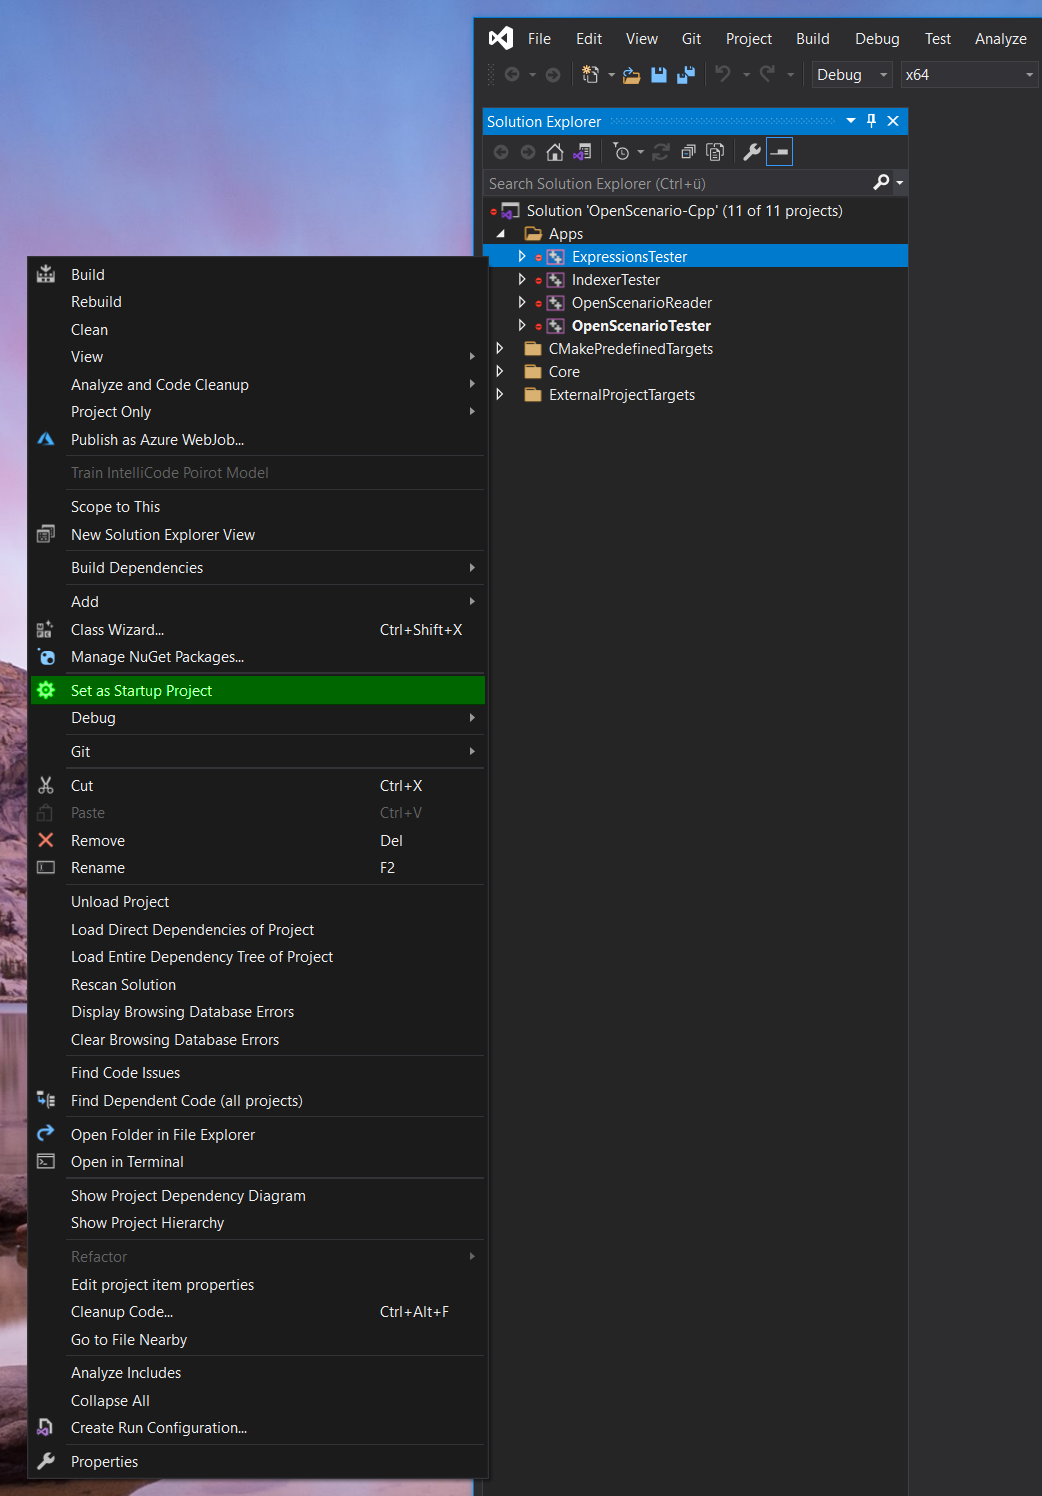 File Edit View Git Project Build Debug Test Analyze
Debug x64
Solution Explorer
Search Solution Explorer (Ctrl+ü)
Solution 'OpenScenario-Cpp' (11 of 11 projects)
Apps
ExpressionsTester
IndexerTester
OpenScenarioReader
OpenScenarioTester
CMakePredefinedTargets
Core
ExternalProjectTargets
Build
Rebuild
Clean
View
Analyze and Code Cleanup
Project Only
Publish as Azure WebJob...
Train IntelliCode Poirot Model
Scope to This
New Solution Explorer View
Build Dependencies
Add
Class Wizard... Ctrl+Shift+X
Manage NuGet Packages...
Set as Startup Project
Debug
Git
Cut Ctrl+X
Paste Ctrl+V
Remove Del
Rename F2
Unload Project
Load Direct Dependencies of Project
Load Entire Dependency Tree of Project
Rescan Solution
Display Browsing Database Errors
Clear Browsing Database Errors
Find Code Issues
Find Dependent Code (all projects)
Open Folder in File Explorer
Open in Terminal
Show Project Dependency Diagram
Show Project Hierarchy
Refactor
Edit project item properties
Cleanup Code... Ctrl+Alt+F
Go to File Nearby
Analyze Includes
Collapse All
Create Run Configuration...
Properties